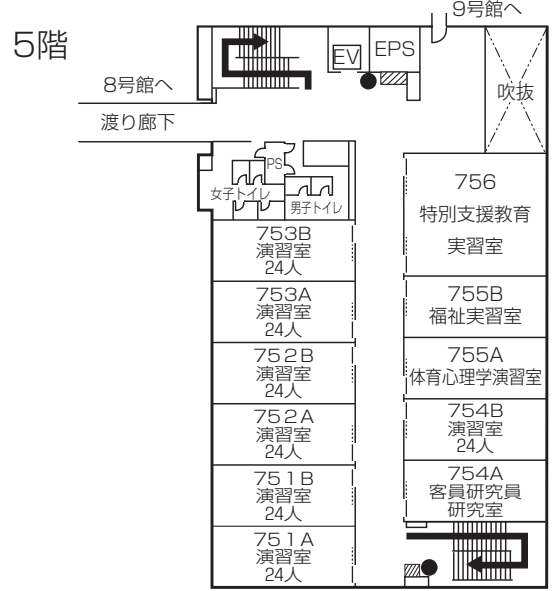 9号館へ
5階
EV
EPS
8号館へ
吹抜
渡り廊下
PS
女子トイレ
男子トイレ
756
特別支援教育
実習室
753B
演習室
24人
755B
福祉実習室
753A
演習室
24人
755A
体育心理学演習室
752B
演習室
24人
754B
演習室
24人
752A
演習室
24人
754A
客員研究員
研究室
751B
演習室
24人
751A
演習室
24人